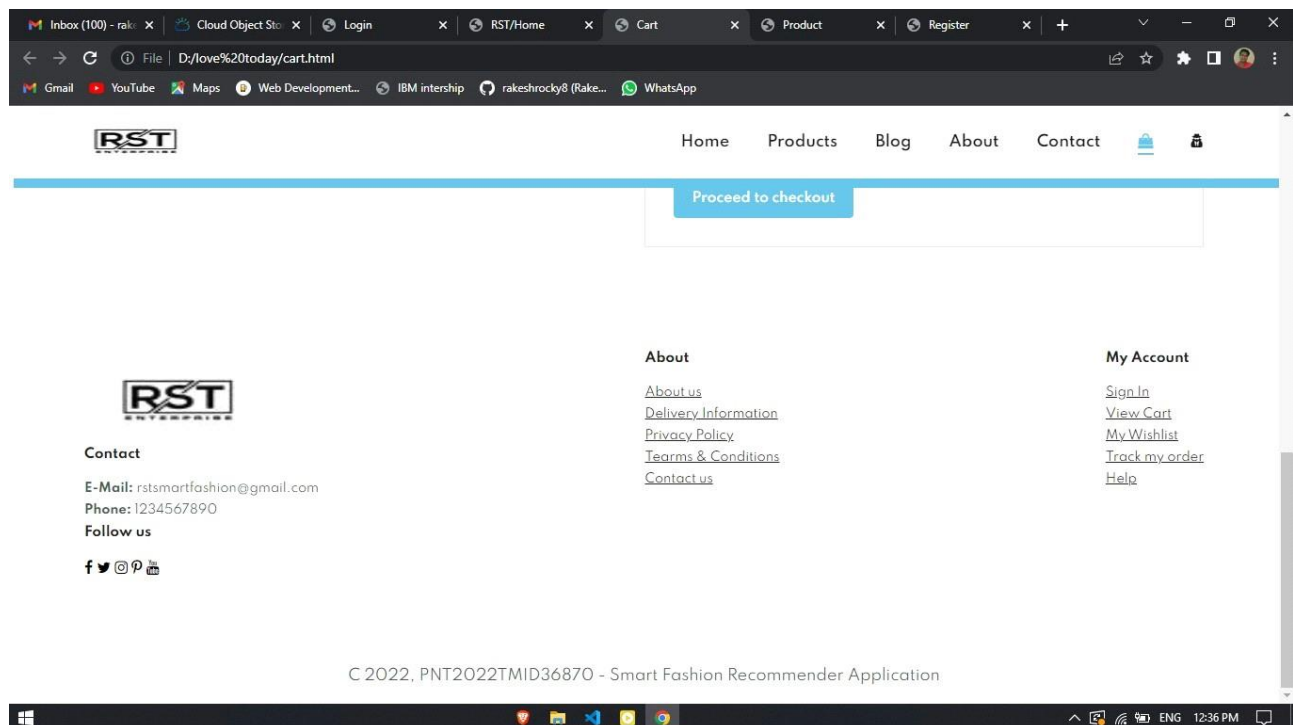 Inbox (100) - rake
Cloud Object Sto
Login
RST/Home
Cart
Product
Register
File
D:/love%20today/cart.html
Gmail
YouTube
Maps
Web Development...
IBM intership
rakeshrocky8 (Rake...
WhatsApp
RST
ENTERPRISE
Home
Products
Blog
About
Contact
Proceed to checkout
RST
ENTERPRISE
Contact
E-Mail: rstsmartfashion@gmail.com
Phone: 1234567890
Follow us
About
About us
Delivery Information
Privacy Policy
Tearms & Conditions
Contact us
My Account
Sign In
View Cart
My Wishlist
Track my order
Help
C 2022, PNT2022TMID36870 - Smart Fashion Recommender Application
ENG
12:36 PM